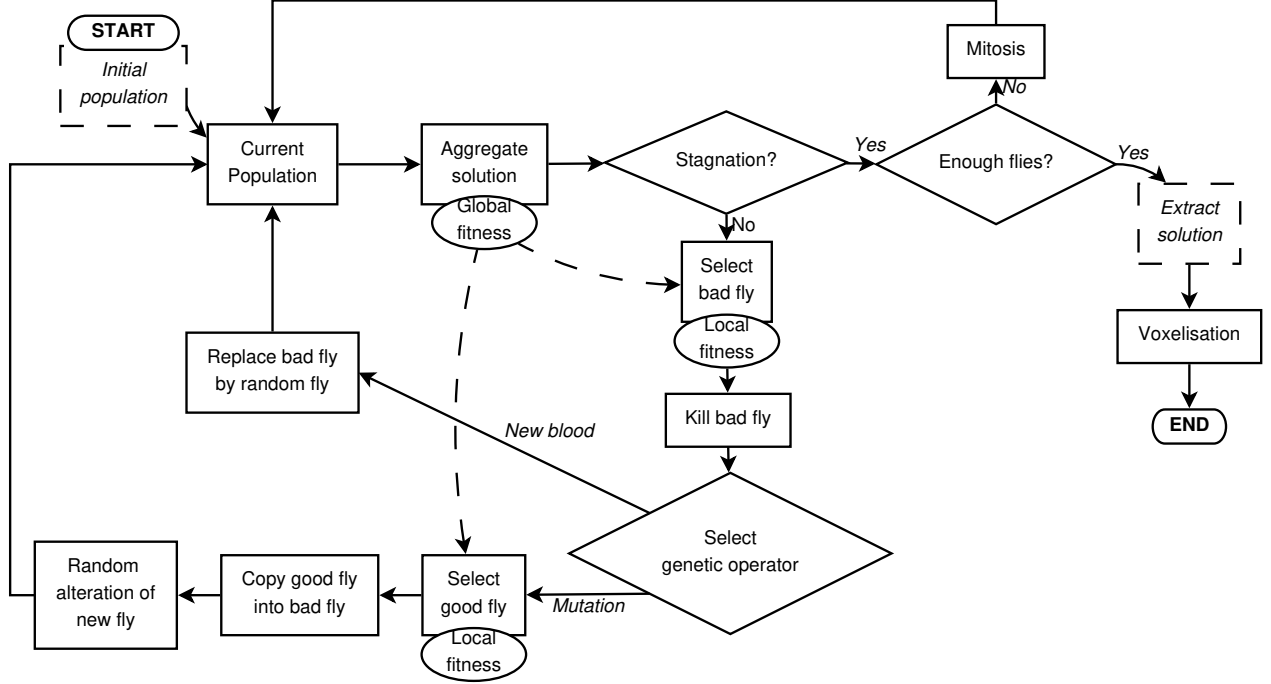 START
Initial
population
Current
Population
Aggregate
solution
Global
fitness
Stagnation?
Yes
No
Enough flies?
No
Mitosis
Yes
Extract
solution
Voxelisation
END
Select
bad fly
Local
fitness
Kill bad fly
Select
genetic operator
New blood
Replace bad fly
by random fly
Mutation
Select
good fly
Local
fitness
Copy good fly
into bad fly
Random
alteration of
new fly